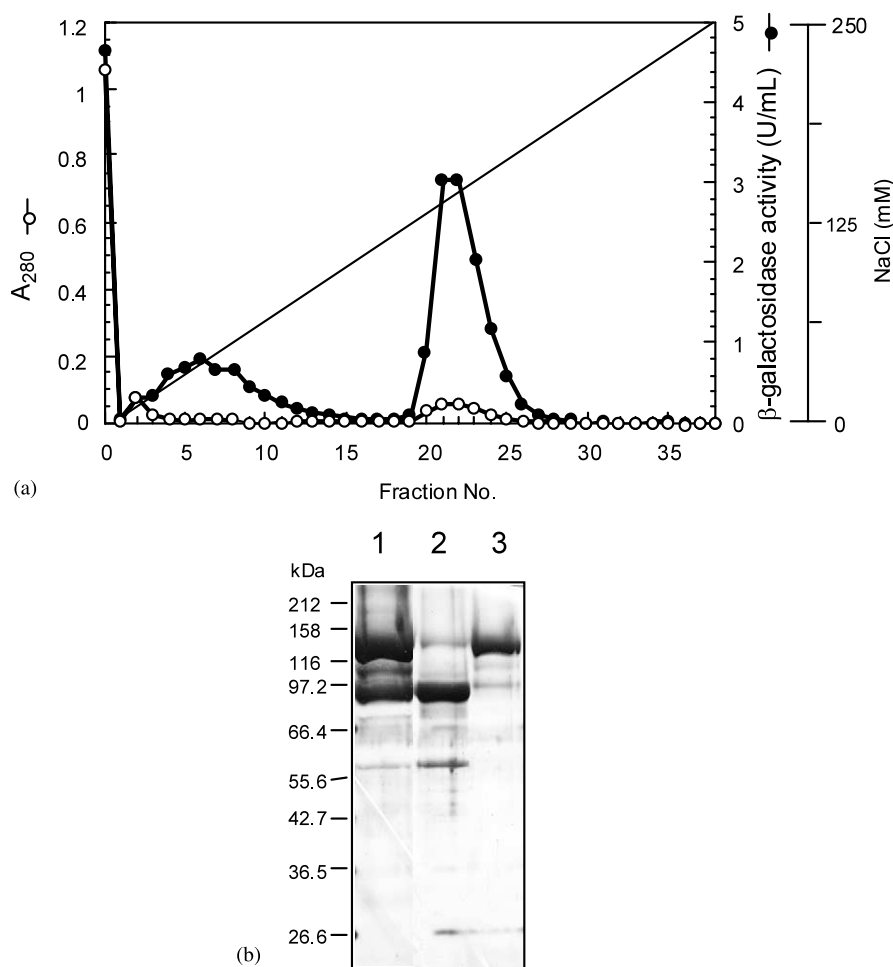 1.2
1
0.8
0.6
0.4
0.2
0
A280
0 5 10 15 20 25 30 35
Fraction No.
5
4
3
2
1
0
β-galactosidase activity (U/mL)
250
125
0
NaCl (mM)
(a)
1 2 3
kDa
212
158
116
97.2
66.4
55.6
42.7
36.5
26.6
(b)